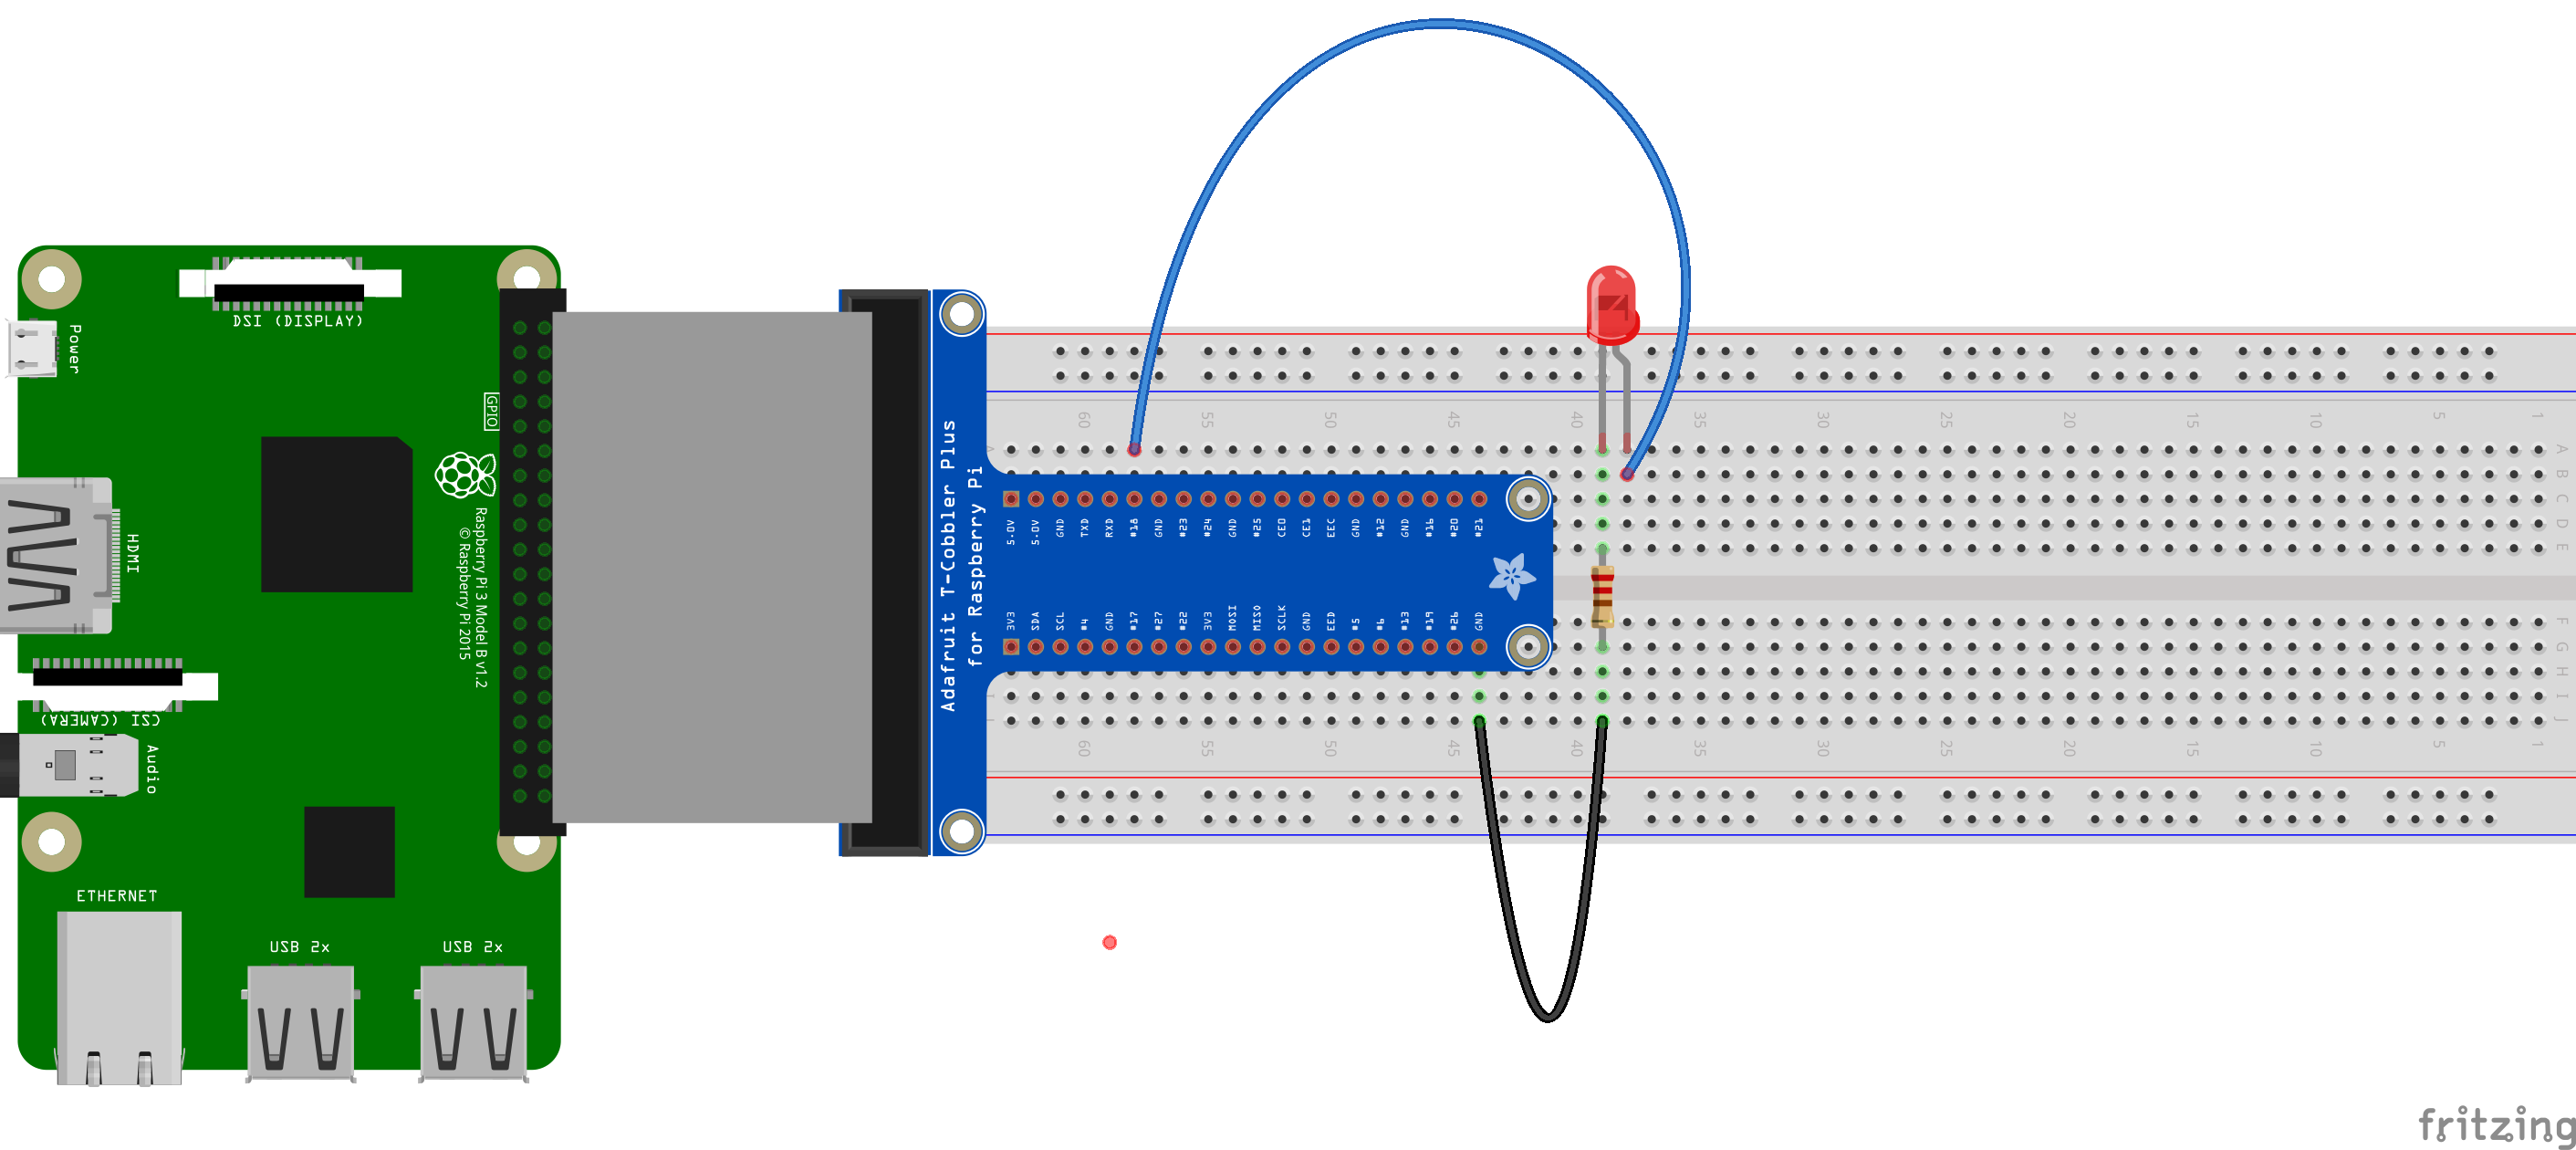 DSI (DISPLAY)
Power
GPIO
Raspberry Pi 3 Model B v1.2
© Raspberry Pi 2015
HDMI
CSI (CAMERA)
Audio
ETHERNET
USB 2x
USB 2x
Adafruit T-Cobbler Plus
for Raspberry Pi
60 55 50 45 40 35 30 25 20 15 10 5 1
A
B
C
D
E
5.0V 5.0V GND TXD RXD #18 GND #23 #24 GND #25 CE0 CE1 EEC GND #12 GND #16 #20 #21
3V3 SDA SCL #4 GND #17 #27 #22 3V3 MOSI MISO SCLK GND EED #5 #6 #13 #19 #26 GND
F
G
H
I
J
60 55 50 45 40 35 30 25 20 15 10 5 1
fritzing